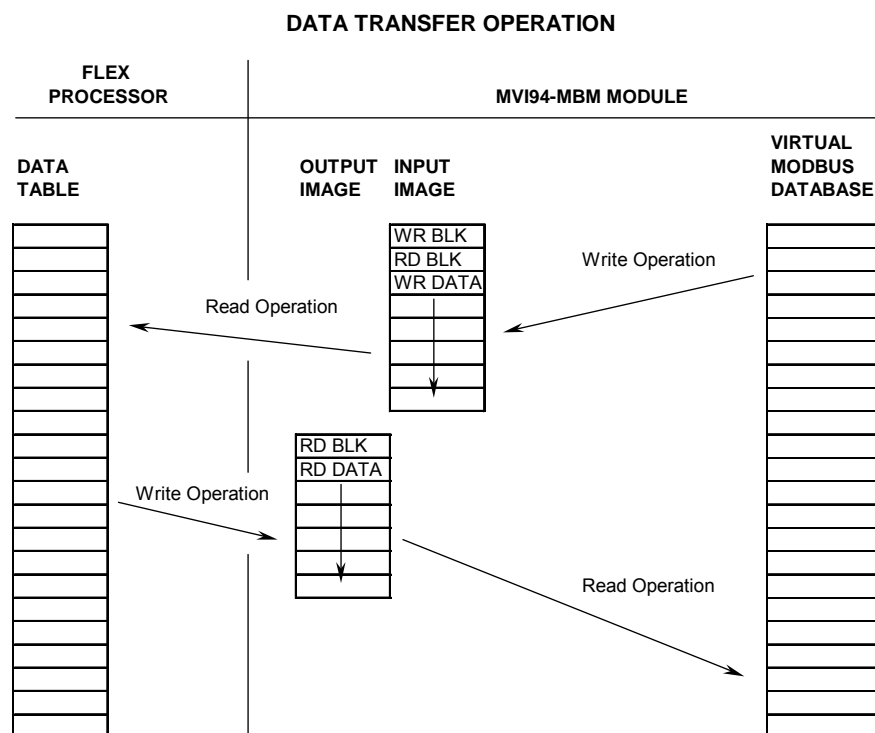 DATA TRANSFER OPERATION
FLEX
PROCESSOR
MVI94-MBM MODULE
DATA
TABLE
OUTPUT
IMAGE
INPUT
IMAGE
VIRTUAL
MODBUS
DATABASE
WR BLK
RD BLK
WR DATA
Write Operation
Read Operation
RD BLK
RD DATA
Write Operation
Read Operation